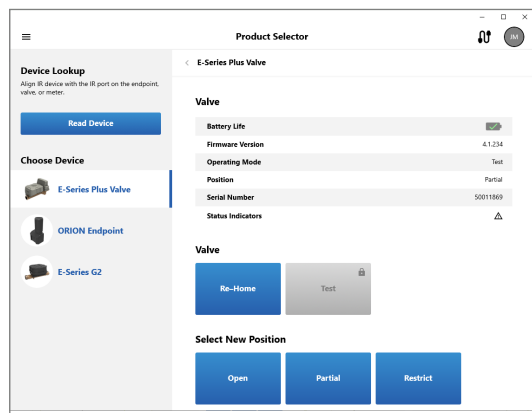 Product Selector
JM
Device Lookup
Align IR device with the IR port on the endpoint,
valve, or meter.
Read Device
Choose Device
E-Series Plus Valve
ORION Endpoint
E-Series G2
E-Series Plus Valve
Valve
Battery Life
Firmware Version 4.1.234
Operating Mode Test
Position Partial
Serial Number 50011869
Status Indicators
Valve
Re-Home
Test
Select New Position
Open
Partial
Restrict